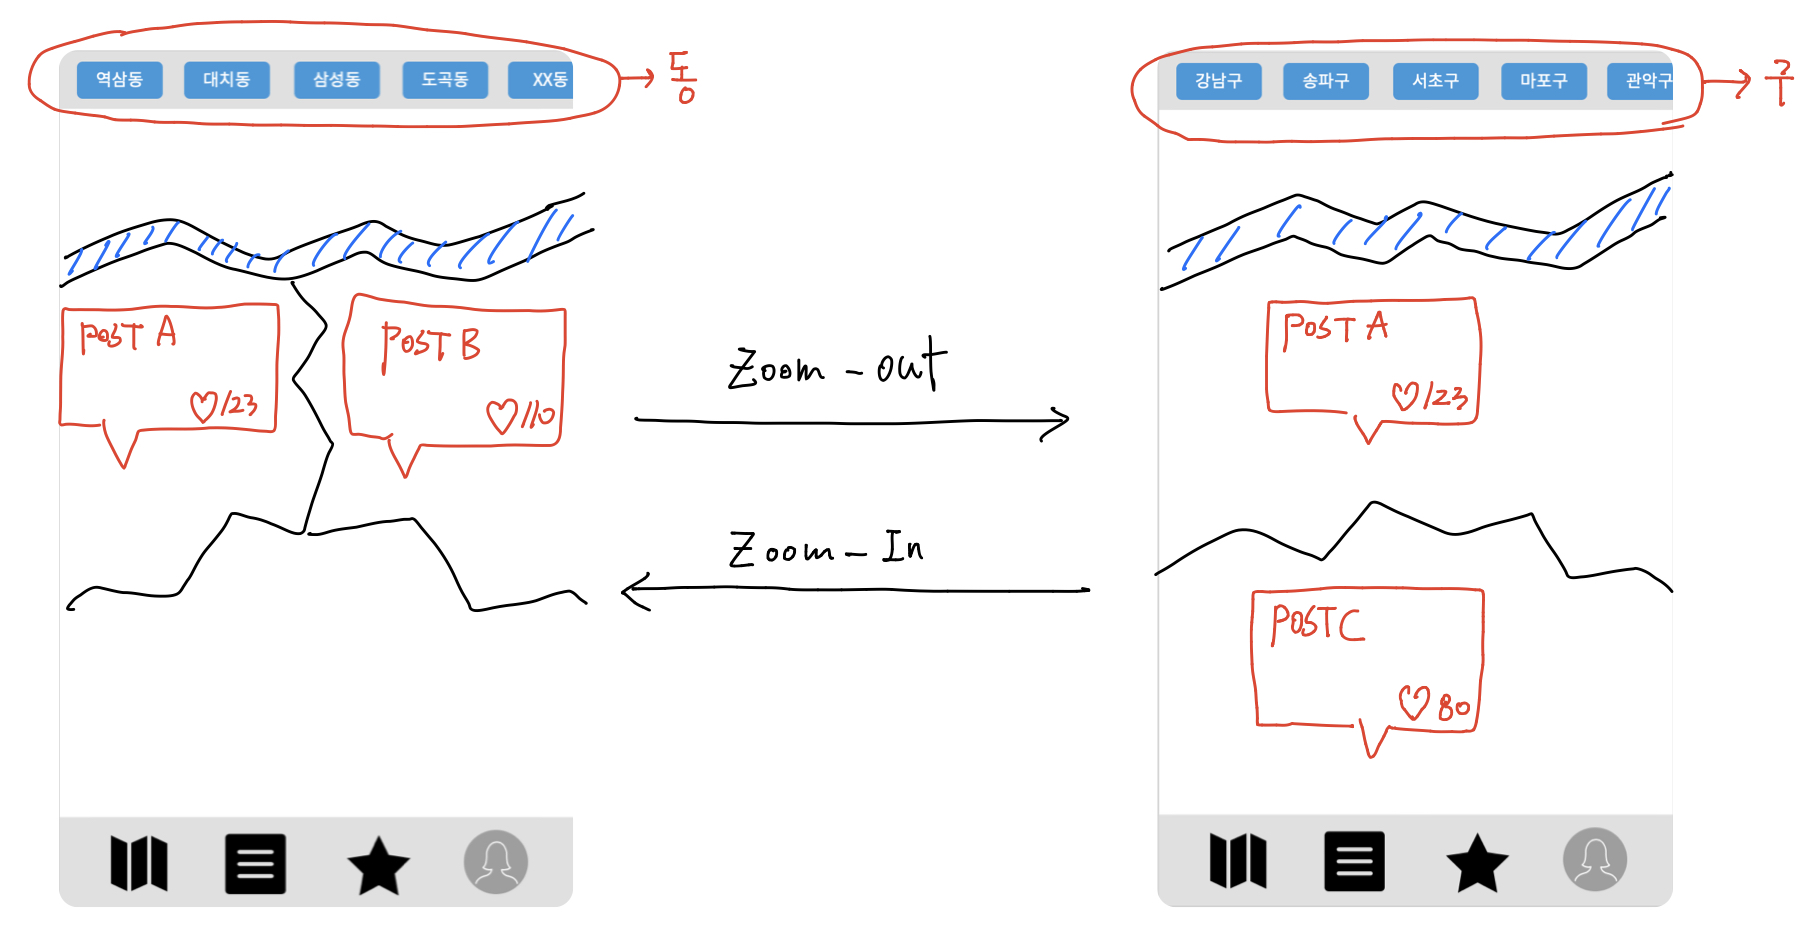 역삼동 대치동 삼성동 도곡동 XX동
동
강남구 송파구 서초구 마포구 관악구
구
POST A
♡123
POST B
♡110
Zoom-out
Zoom-In
POST A
♡123
POST C
♡80